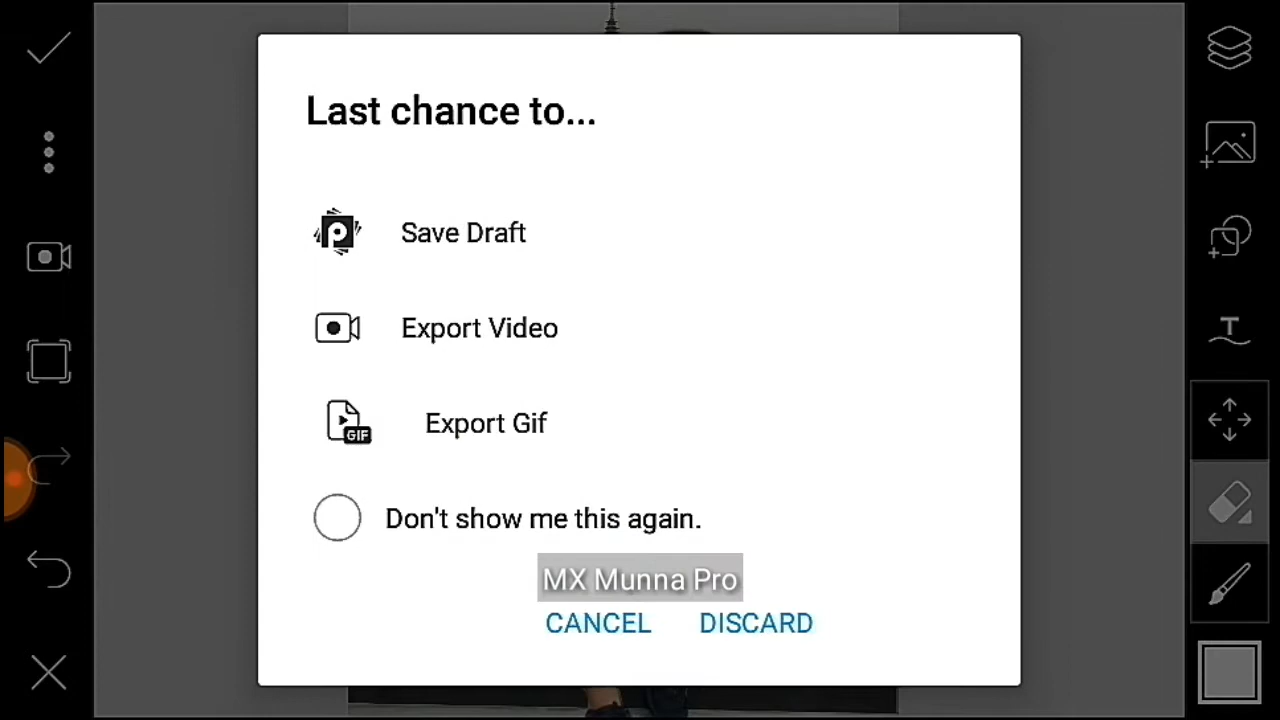 Last chance to...
Save Draft
Export Video
GIF Export Gif
Don't show me this again.
MX Munna Pro
CANCEL DISCARD
T